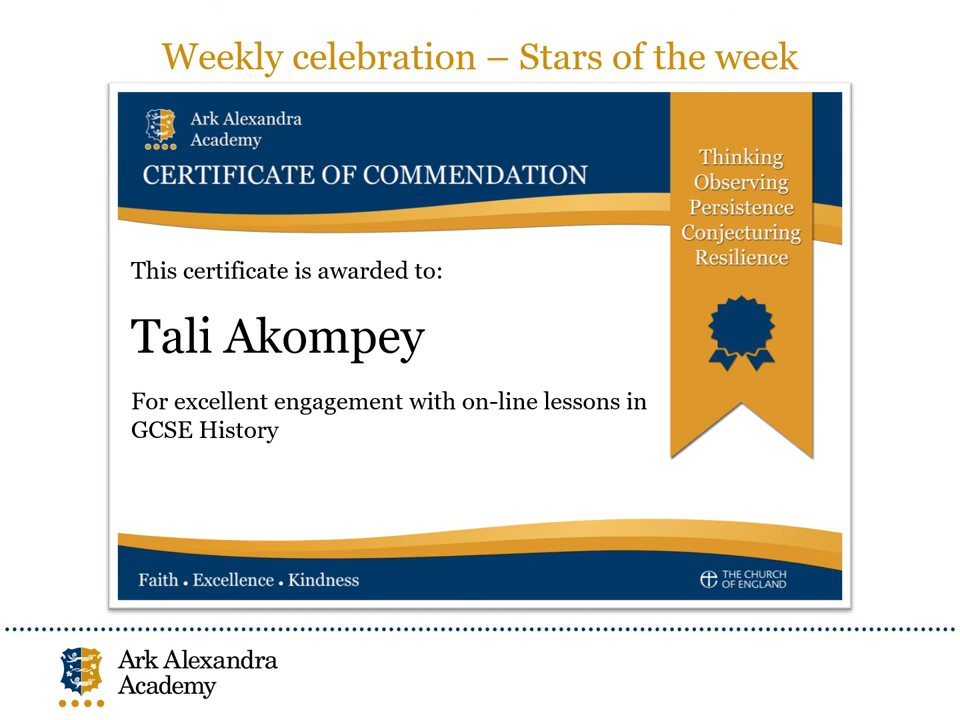 Weekly celebration – Stars of the week
Ark Alexandra
Academy
CERTIFICATE OF COMMENDATION
Thinking
Observing
Persistence
Conjecturing
Resilience
This certificate is awarded to:
Tali Akompey
For excellent engagement with on-line lessons in
GCSE History
Faith • Excellence • Kindness
THE CHURCH
OF ENGLAND
Ark Alexandra
Academy